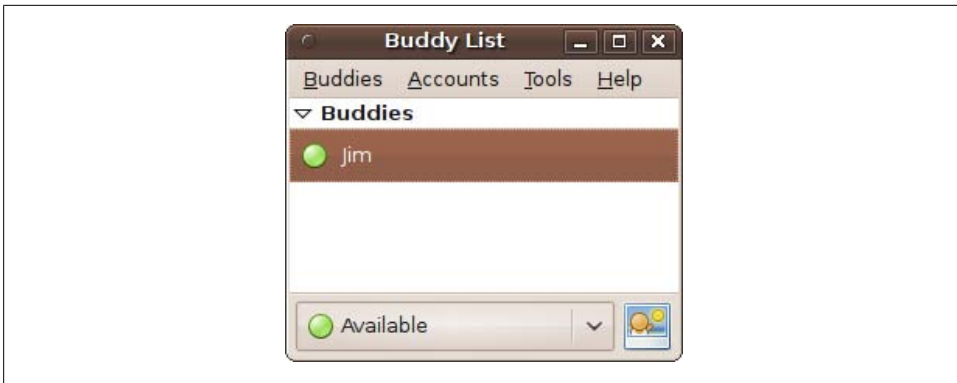 Buddy List
Buddies Accounts Tools Help
Buddies
Jim
Available